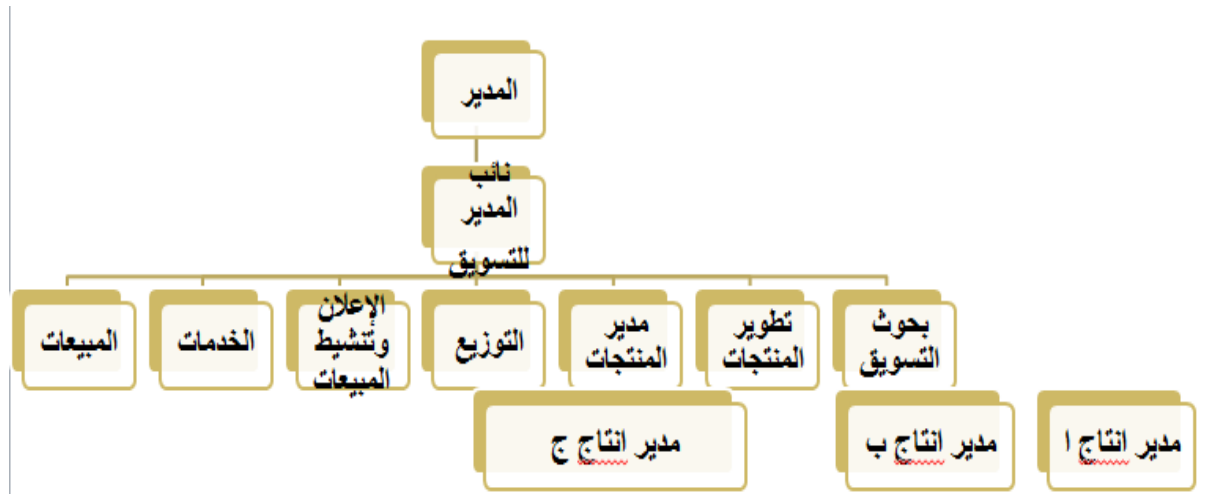 المدير
نائب
المدير
للتسويق
بحوث
التسويق
تطوير
المنتجات
مدير
المنتجات
التوزيع
الإعلان
وتنشيط
المبيعات
الخدمات
المبيعات
مدير انتاج ا
مدير انتاج ب
مدير انتاج ج